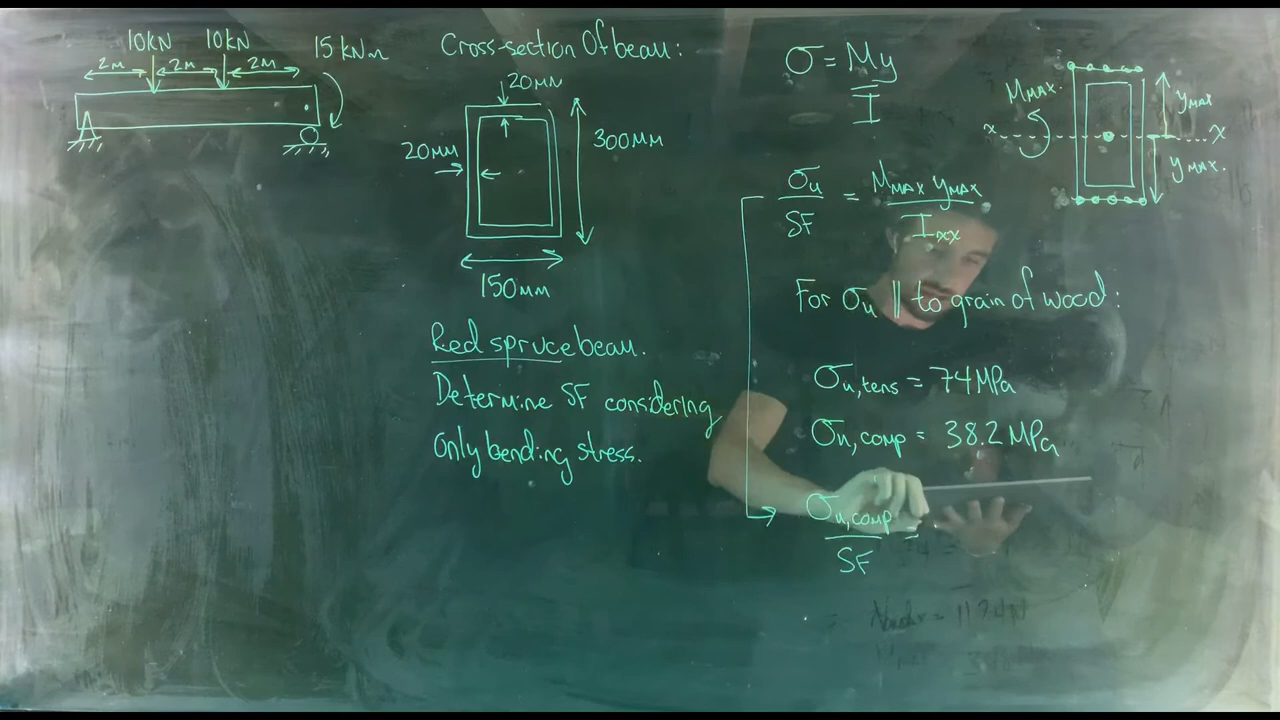 10kN 10kN 15 kNm
2m 2m 2m
Cross-section Of beam:
20mm
20mm
300mm
150mm
Red spruce beam.
Determine SF considering
Only bending stress.
σ = My
I
σu = MMAX yMAX
SF Ixx
For σu || to grain of wood:
σu,tens = 74 MPa
σu,comp = 38.2 MPa
σu,comp =
SF
MMAX.
yMAX
x x
yMAX.